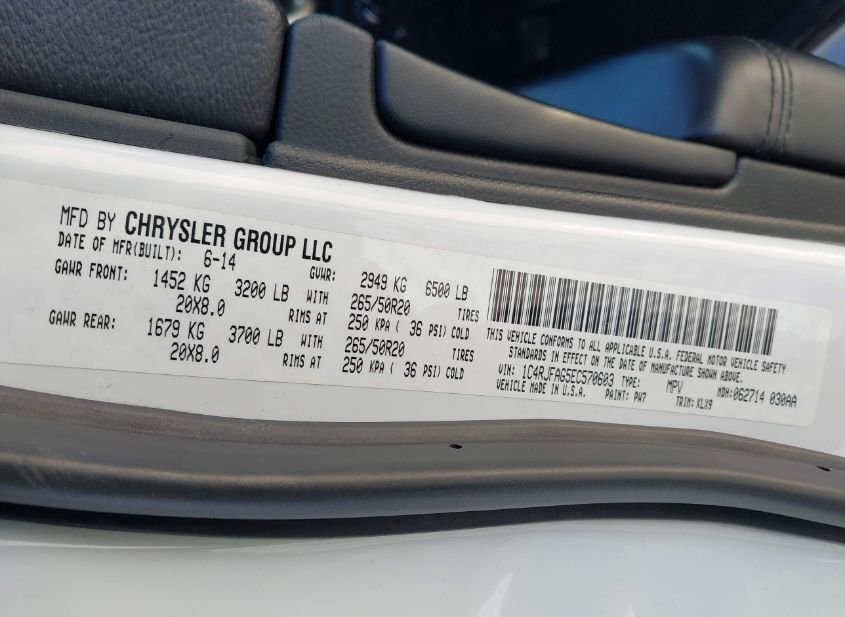 MFD BY CHRYSLER GROUP LLC
DATE OF MFR(BUILT): 6-14 GVWR: 2949 KG 6500 LB
GAWR FRONT: 1452 KG 3200 LB WITH 265/50R20 TIRES
20X8.0 RIMS AT 250 KPA ( 36 PSI) COLD
GAWR REAR: 1679 KG 3700 LB WITH 265/50R20 TIRES
20X8.0 RIMS AT 250 KPA ( 36 PSI) COLD
THIS VEHICLE CONFORMS TO ALL APPLICABLE U.S.A. FEDERAL MOTOR VEHICLE SAFETY
STANDARDS IN EFFECT ON THE DATE OF MANUFACTURE SHOWN ABOVE.
VIN: 1C4RJFAG5EC570603 TYPE: MPV MDH:062714 030AA
VEHICLE MADE IN U.S.A. PAINT: PW7 TRIM: KLX9